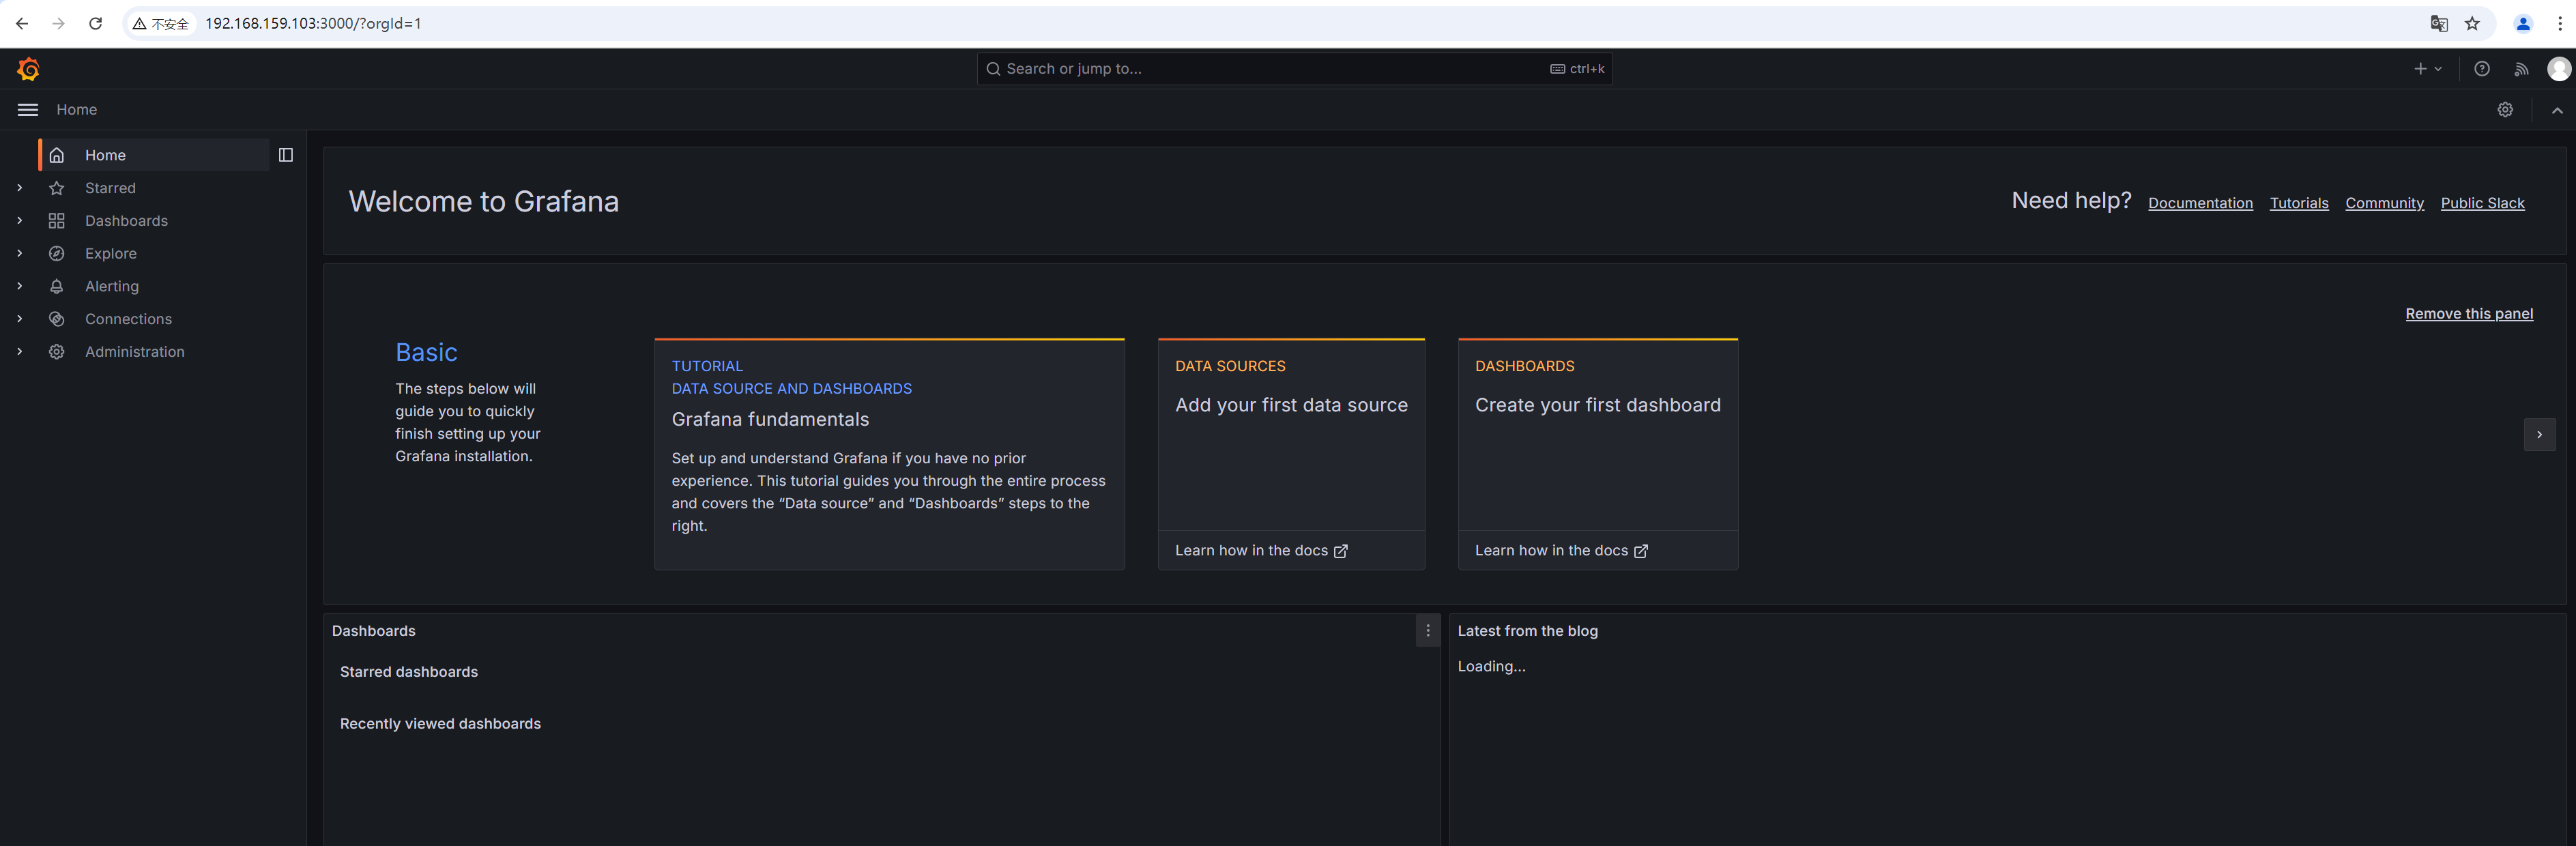 不安全 192.168.159.103:3000/?orgId=1
Search or jump to...
ctrl+k
Home
Home
Starred
Dashboards
Explore
Alerting
Connections
Administration
Welcome to Grafana
Need help? Documentation Tutorials Community Public Slack
Remove this panel
Basic
The steps below will
guide you to quickly
finish setting up your
Grafana installation.
TUTORIAL
DATA SOURCE AND DASHBOARDS
Grafana fundamentals
Set up and understand Grafana if you have no prior
experience. This tutorial guides you through the entire process
and covers the “Data source” and “Dashboards” steps to the
right.
DATA SOURCES
Add your first data source
Learn how in the docs
DASHBOARDS
Create your first dashboard
Learn how in the docs
Dashboards
Starred dashboards
Recently viewed dashboards
Latest from the blog
Loading...